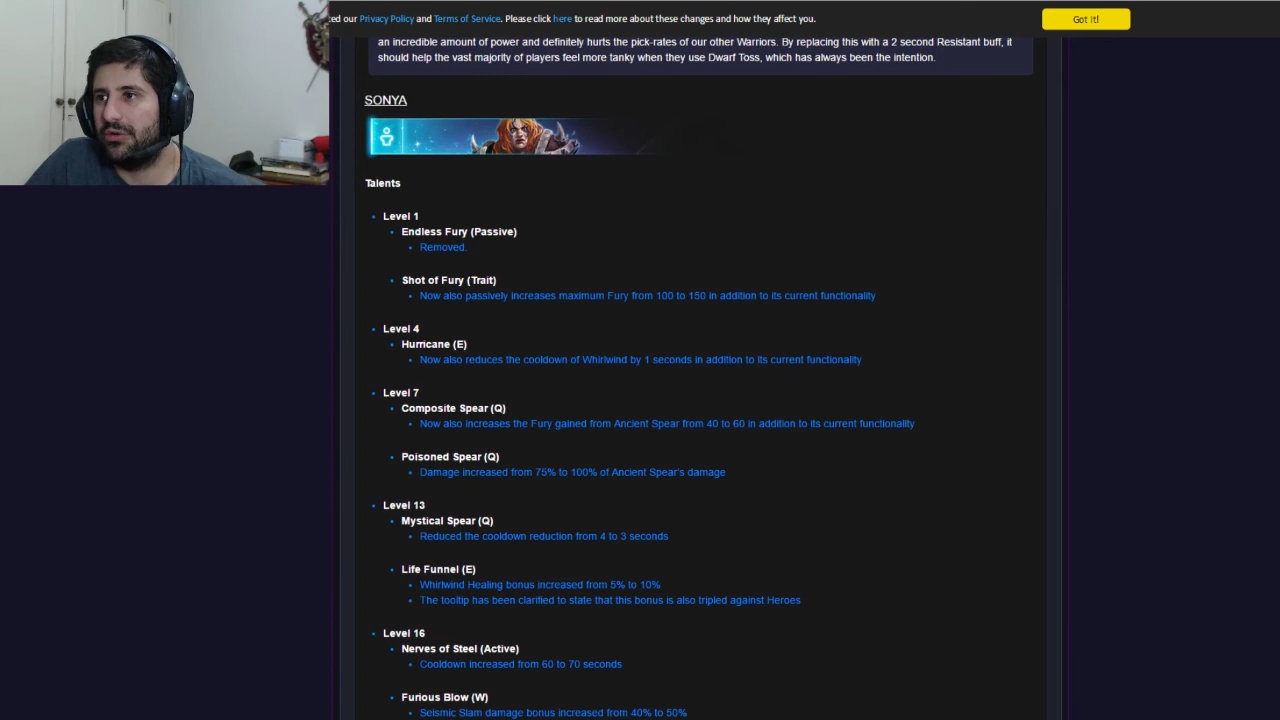 ted our Privacy Policy and Terms of Service. Please click here to read more about these changes and how they affect you.
Got it!
an incredible amount of power and definitely hurts the pick-rates of our other Warriors. By replacing this with a 2 second Resistant buff, it
should help the vast majority of players feel more tanky when they use Dwarf Toss, which has always been the intention.
SONYA
Talents
Level 1
Endless Fury (Passive)
Removed.
Shot of Fury (Trait)
Now also passively increases maximum Fury from 100 to 150 in addition to its current functionality
Level 4
Hurricane (E)
Now also reduces the cooldown of Whirlwind by 1 seconds in addition to its current functionality
Level 7
Composite Spear (Q)
Now also increases the Fury gained from Ancient Spear from 40 to 60 in addition to its current functionality
Poisoned Spear (Q)
Damage increased from 75% to 100% of Ancient Spear's damage
Level 13
Mystical Spear (Q)
Reduced the cooldown reduction from 4 to 3 seconds
Life Funnel (E)
Whirlwind Healing bonus increased from 5% to 10%
The tooltip has been clarified to state that this bonus is also tripled against Heroes
Level 16
Nerves of Steel (Active)
Cooldown increased from 60 to 70 seconds
Furious Blow (W)
Seismic Slam damage bonus increased from 40% to 50%